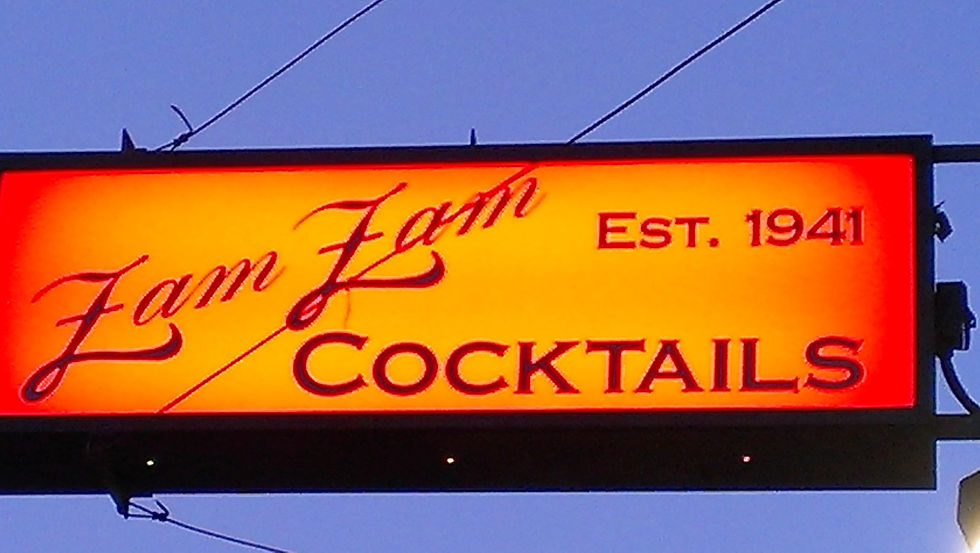 Zam Zam
EST. 1941
COCKTAILS